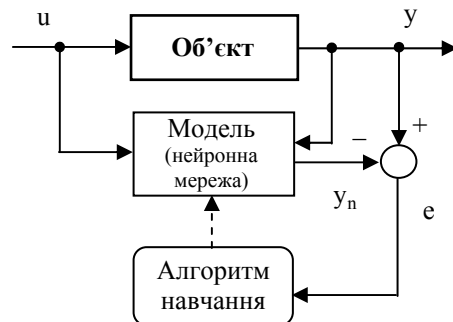 u
y
Об’єкт
Модель
(нейронна
мережа)
–
+
yₙ
e
Алгоритм
навчання